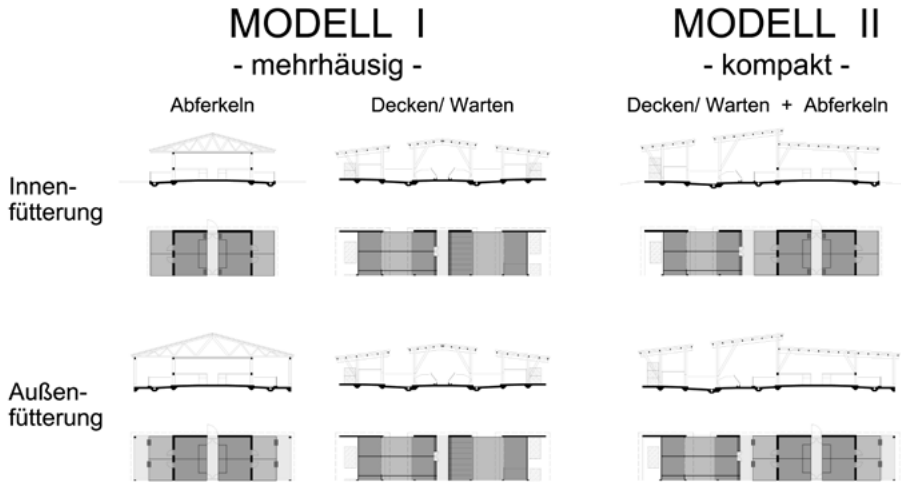 MODELL I
MODELL II
- mehrhäusig -
- kompakt -
Abferkeln
Decken/ Warten
Decken/ Warten + Abferkeln
Innen-
fütterung
Außen-
fütterung